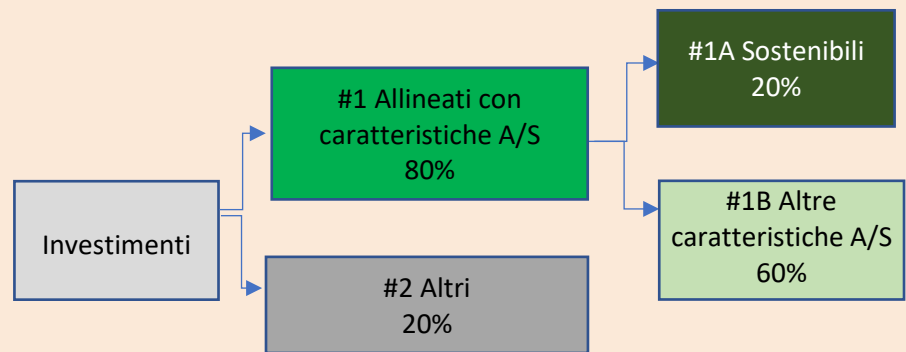 Investimenti
#1 Allineati con
caratteristiche A/S
80%
#2 Altri
20%
#1A Sostenibili
20%
#1B Altre
caratteristiche A/S
60%